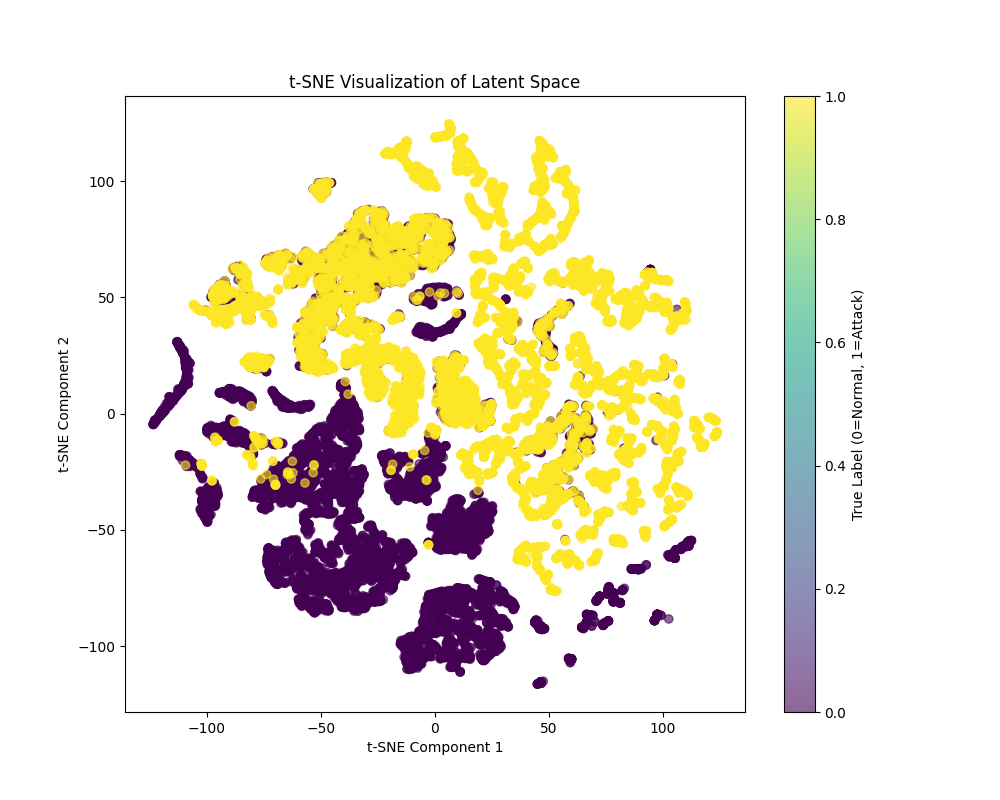 t-SNE Visualization of Latent Space
1.0
0.8
0.6
0.4
0.2
0.0
True Label (0=Normal, 1=Attack)
100
50
0
−50
−100
t-SNE Component 2
−100 −50 0 50 100
t-SNE Component 1